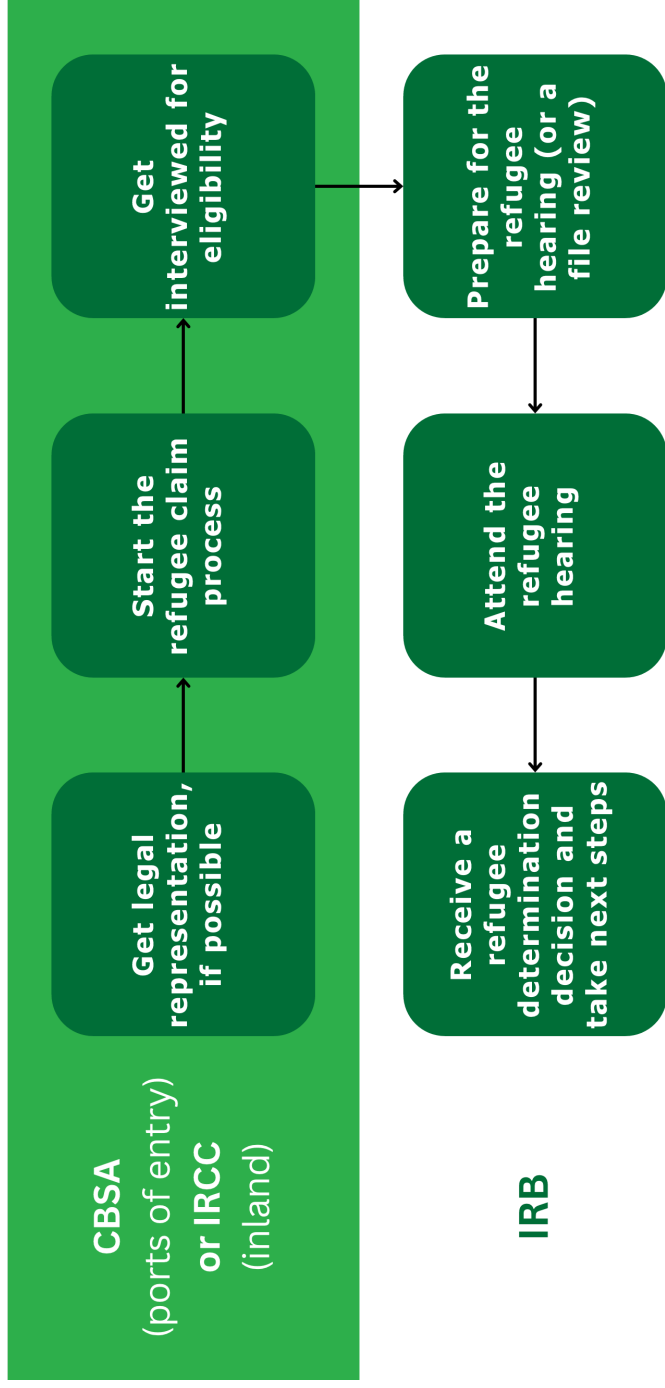 CBSA
(ports of entry)
or IRCC
(inland)
Get legal
representation,
if possible
Start the
refugee claim
process
Get
interviewed for
eligibility
IRB
Prepare for the
refugee
hearing (or a
file review)
Attend the
refugee
hearing
Receive a
refugee
determination
decision and
take next steps